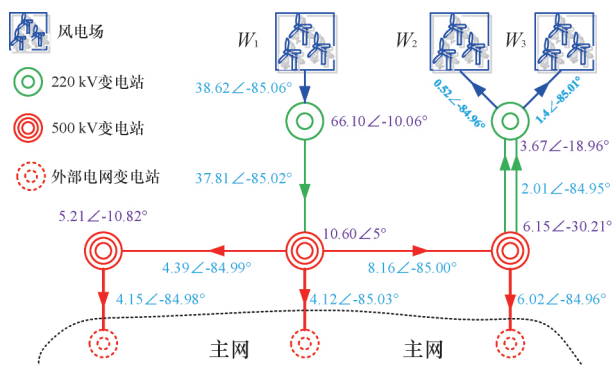 风电场
W1
W2
W3
220 kV变电站
38.62∠-85.06°
0.52∠-84.96°
1.4∠-85.01°
500 kV变电站
66.10∠-10.06°
3.67∠-18.96°
外部电网变电站
37.81∠-85.02°
2.01∠-84.95°
5.21∠-10.82°
10.60∠5°
6.15∠-30.21°
4.39∠-84.99°
8.16∠-85.00°
4.15∠-84.98°
4.12∠-85.03°
6.02∠-84.96°
主网
主网